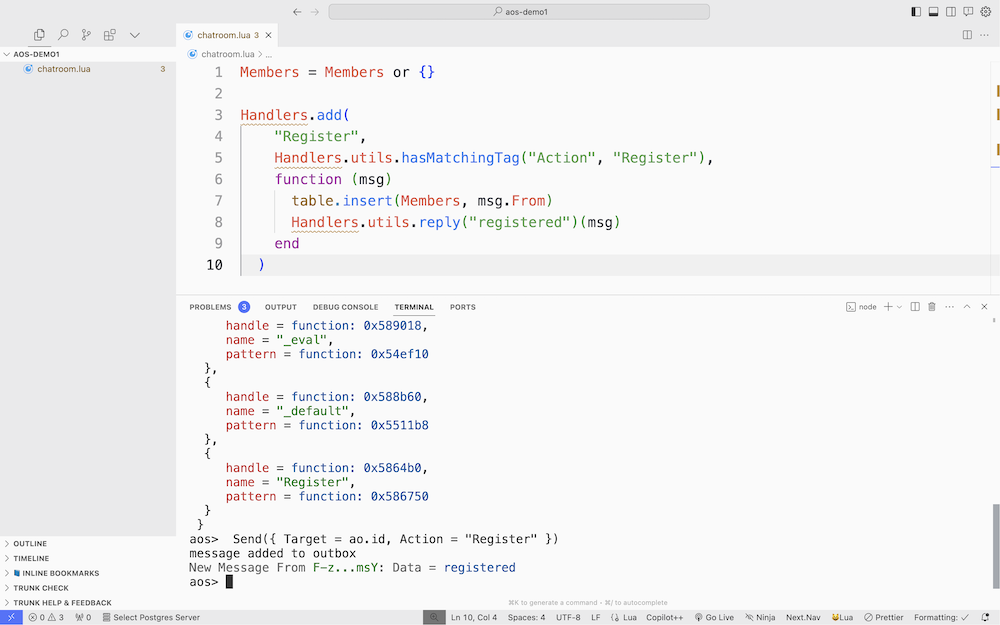 aos-demo1
chatroom.lua 3
AOS-DEMO1
chatroom.lua 3
chatroom.lua > ...
1 Members = Members or {}
2
3 Handlers.add(
4 "Register",
5 Handlers.utils.hasMatchingTag("Action", "Register"),
6 function (msg)
7 table.insert(Members, msg.From)
8 Handlers.utils.reply("registered")(msg)
9 end
10 )
PROBLEMS 3 OUTPUT DEBUG CONSOLE TERMINAL PORTS
node
handle = function: 0x589018,
name = "_eval",
pattern = function: 0x54ef10
},
{
handle = function: 0x588b60,
name = "_default",
pattern = function: 0x5511b8
},
{
handle = function: 0x5864b0,
name = "Register",
pattern = function: 0x586750
}
}
aos> Send({ Target = ao.id, Action = "Register" })
message added to outbox
New Message From F-z...msY: Data = registered
aos>
⌘K to generate a command - ⌘/ to autocomplete
OUTLINE
TIMELINE
INLINE BOOKMARKS
TRUNK CHECK
TRUNK HELP & FEEDBACK
0 3 0 Select Postgres Server Ln 10, Col 4 Spaces: 4 UTF-8 LF Lua Copilot++ Go Live Ninja Next.Nav Lua Prettier Formatting: ✓